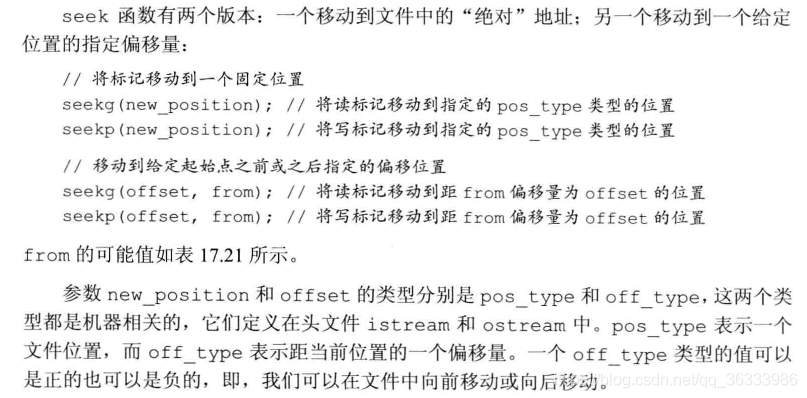 seek 函数有两个版本：一个移动到文件中的“绝对”地址；另一个移动到一个给定
位置的指定偏移量：
// 将标记移动到一个固定位置
seekg(new_position); // 将读标记移动到指定的 pos_type 类型的位置
seekp(new_position); // 将写标记移动到指定的 pos_type 类型的位置
// 移动到给定起始点之前或之后指定的偏移位置
seekg(offset, from); // 将读标记移动到距 from 偏移量为 offset 的位置
seekp(offset, from); // 将写标记移动到距 from 偏移量为 offset 的位置
from 的可能值如表 17.21 所示。
参数 new_position 和 offset 的类型分别是 pos_type 和 off_type，这两个类
型都是机器相关的，它们定义在头文件 istream 和 ostream 中。pos_type 表示一个
文件位置，而 off_type 表示距当前位置的一个偏移量。一个 off_type 类型的值可以
是正的也可以是负的，即，我们可以在文件中向前移动或向后移动。
blog.csdn.net/qq_36333986